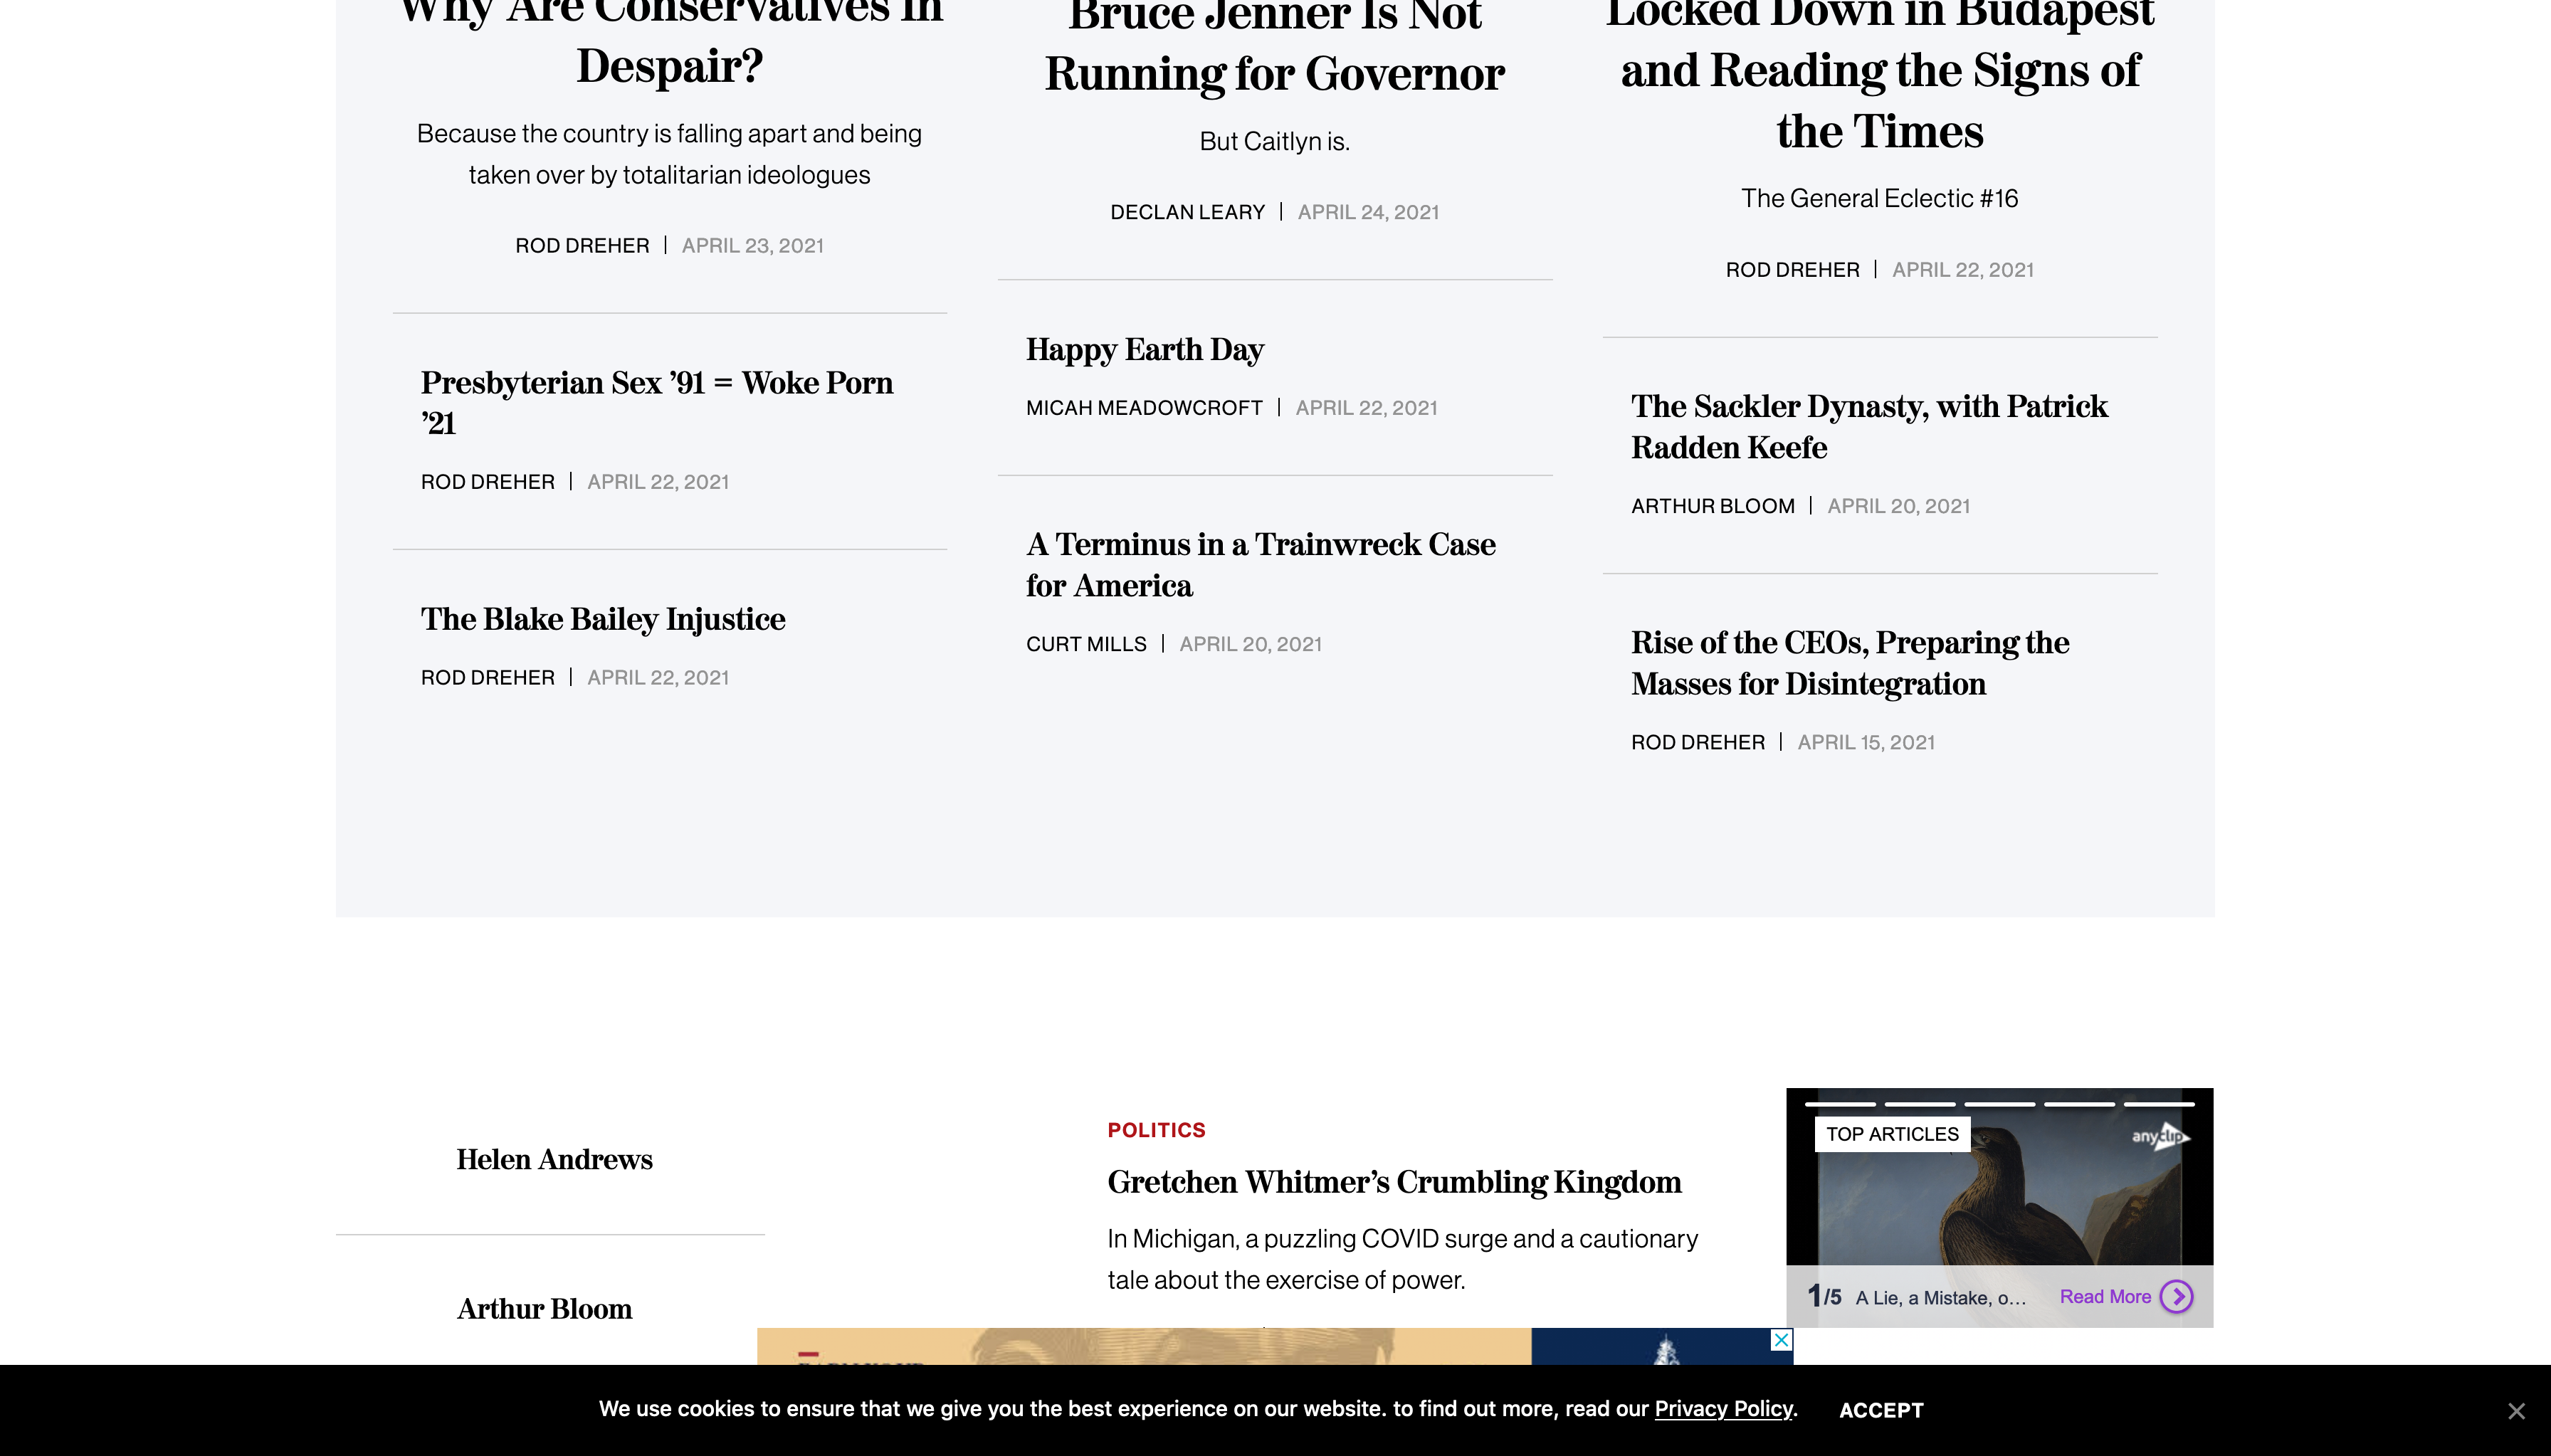 Why Are Conservatives In
Despair?
Because the country is falling apart and being
taken over by totalitarian ideologues
ROD DREHER | APRIL 23, 2021
Presbyterian Sex ’91 = Woke Porn
’21
ROD DREHER | APRIL 22, 2021
The Blake Bailey Injustice
ROD DREHER | APRIL 22, 2021
Bruce Jenner Is Not
Running for Governor
But Caitlyn is.
DECLAN LEARY | APRIL 24, 2021
Happy Earth Day
MICAH MEADOWCROFT | APRIL 22, 2021
A Terminus in a Trainwreck Case
for America
CURT MILLS | APRIL 20, 2021
Locked Down in Budapest
and Reading the Signs of
the Times
The General Eclectic #16
ROD DREHER | APRIL 22, 2021
The Sackler Dynasty, with Patrick
Radden Keefe
ARTHUR BLOOM | APRIL 20, 2021
Rise of the CEOs, Preparing the
Masses for Disintegration
ROD DREHER | APRIL 15, 2021
Helen Andrews
Arthur Bloom
POLITICS
Gretchen Whitmer’s Crumbling Kingdom
In Michigan, a puzzling COVID surge and a cautionary
tale about the exercise of power.
TOP ARTICLES
anyclip
1/5 A Lie, a Mistake, o... Read More
We use cookies to ensure that we give you the best experience on our website. to find out more, read our Privacy Policy. ACCEPT